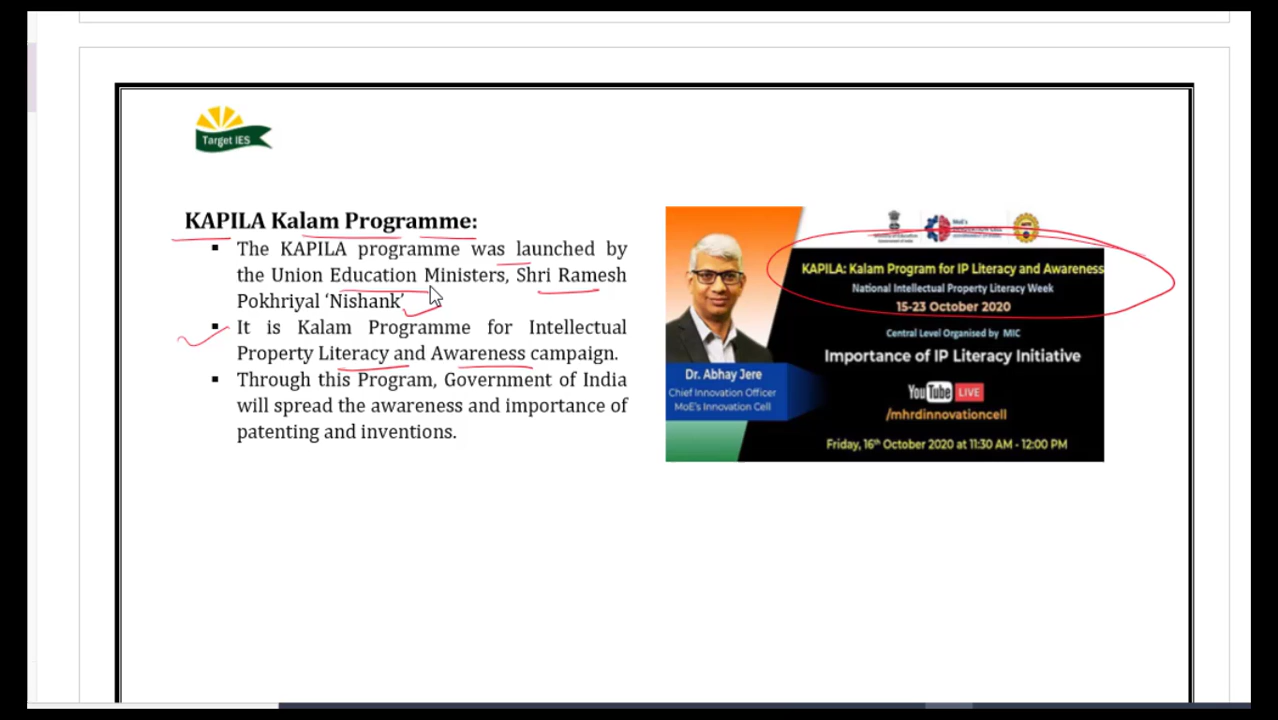 Target IES
KAPILA Kalam Programme:
▪ The KAPILA programme was launched by
the Union Education Ministers, Shri Ramesh
Pokhriyal ‘Nishank’
▪ It is Kalam Programme for Intellectual
Property Literacy and Awareness campaign.
▪ Through this Program, Government of India
will spread the awareness and importance of
patenting and inventions.
KAPILA: Kalam Program for IP Literacy and Awareness
National Intellectual Property Literacy Week
15-23 October 2020
Central Level Organised by MIC
Importance of IP Literacy Initiative
YouTube LIVE
/mhrdinnovationcell
Friday, 16th October 2020 at 11:30 AM - 12:00 PM
Dr. Abhay Jere
Chief Innovation Officer
MoE's Innovation Cell